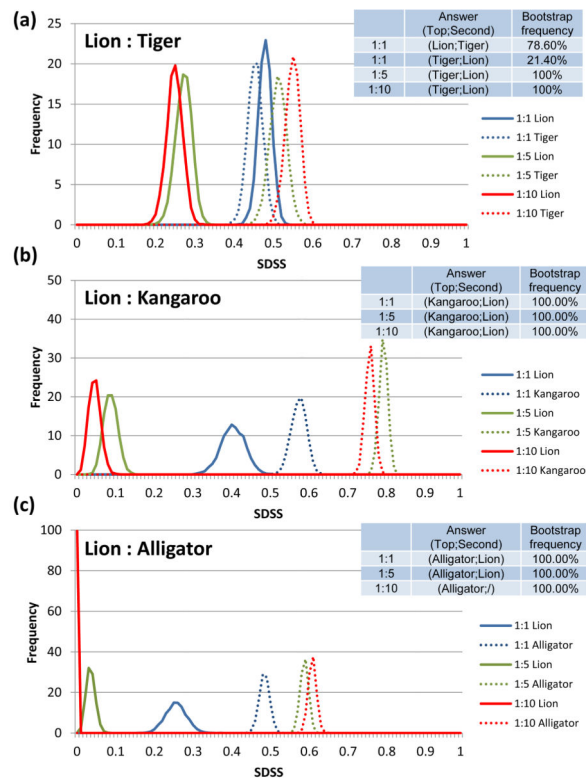 (a)
Lion : Tiger
Answer (Top;Second) Bootstrap frequency
1:1 (Lion;Tiger) 78.60%
1:1 (Tiger;Lion) 21.40%
1:5 (Tiger;Lion) 100%
1:10 (Tiger;Lion) 100%
25
20
15
10
5
0
Frequency
0 0.1 0.2 0.3 0.4 0.5 0.6 0.7 0.8 0.9 1
SDSS
1:1 Lion
1:1 Tiger
1:5 Lion
1:5 Tiger
1:10 Lion
1:10 Tiger
(b)
Lion : Kangaroo
Answer (Top;Second) Bootstrap frequency
1:1 (Kangaroo;Lion) 100.00%
1:5 (Kangaroo;Lion) 100.00%
1:10 (Kangaroo;Lion) 100.00%
50
40
30
20
10
0
Frequency
0 0.1 0.2 0.3 0.4 0.5 0.6 0.7 0.8 0.9 1
SDSS
1:1 Lion
1:1 Kangaroo
1:5 Lion
1:5 Kangaroo
1:10 Lion
1:10 Kangaroo
(c)
Lion : Alligator
Answer (Top;Second) Bootstrap frequency
1:1 (Alligator;Lion) 100.00%
1:5 (Alligator;Lion) 100.00%
1:10 (Alligator;/) 100.00%
100
80
60
40
20
0
Frequency
0 0.1 0.2 0.3 0.4 0.5 0.6 0.7 0.8 0.9 1
SDSS
1:1 Lion
1:1 Alligator
1:5 Lion
1:5 Alligator
1:10 Lion
1:10 Alligator